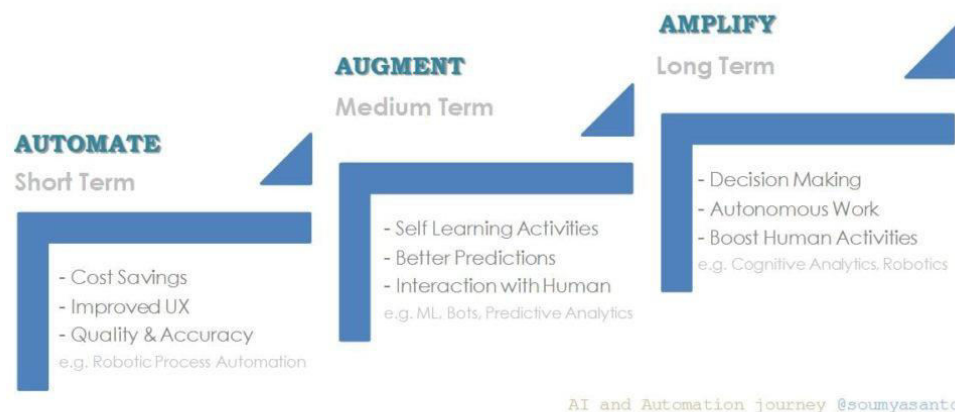 AUTOMATE
Short Term
- Cost Savings
- Improved UX
- Quality & Accuracy
e.g. Robotic Process Automation
AUGMENT
Medium Term
- Self Learning Activities
- Better Predictions
- Interaction with Human
e.g. ML, Bots, Predictive Analytics
AMPLIFY
Long Term
- Decision Making
- Autonomous Work
- Boost Human Activities
e.g. Cognitive Analytics, Robotics
AI and Automation journey @soumyasanto